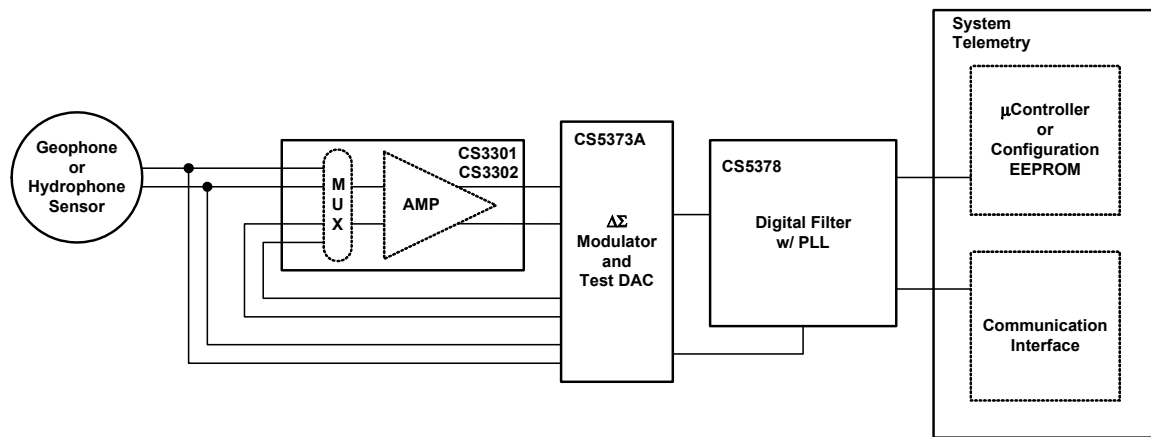 Geophone
or
Hydrophone
Sensor
M
U
X
AMP
CS3301
CS3302
CS5373A
ΔΣ
Modulator
and
Test DAC
CS5378
Digital Filter
w/ PLL
System
Telemetry
μController
or
Configuration
EEPROM
Communication
Interface